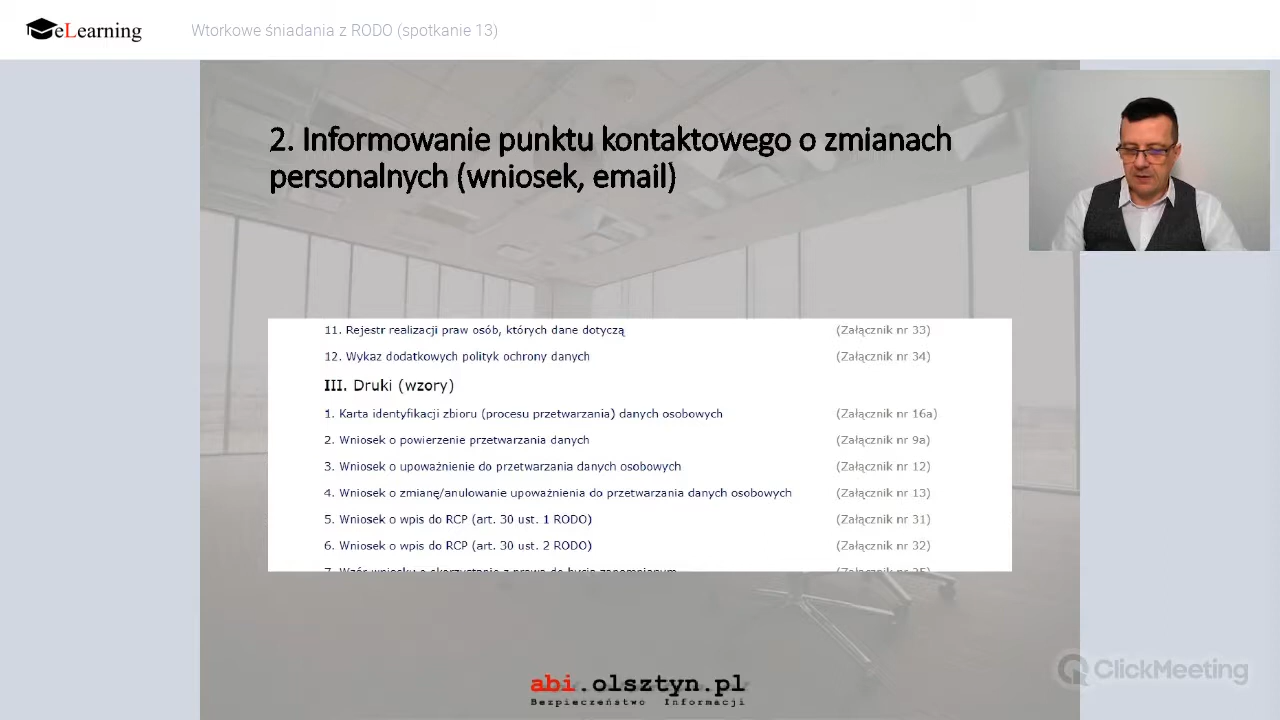 eLearning
Wtorkowe śniadania z RODO (spotkanie 13)
2. Informowanie punktu kontaktowego o zmianach
personalnych (wniosek, email)
11. Rejestr realizacji praw osób, których dane dotyczą (Załącznik nr 33)
12. Wykaz dodatkowych polityk ochrony danych (Załącznik nr 34)
III. Druki (wzory)
1. Karta identyfikacji zbioru (procesu przetwarzania) danych osobowych (Załącznik nr 16a)
2. Wniosek o powierzenie przetwarzania danych (Załącznik nr 9a)
3. Wniosek o upoważnienie do przetwarzania danych osobowych (Załącznik nr 12)
4. Wniosek o zmianę/anulowanie upoważnienia do przetwarzania danych osobowych (Załącznik nr 13)
5. Wniosek o wpis do RCP (art. 30 ust. 1 RODO) (Załącznik nr 31)
6. Wniosek o wpis do RCP (art. 30 ust. 2 RODO) (Załącznik nr 32)
abi.olsztyn.pl
Bezpieczeństwo Informacji
ClickMeeting